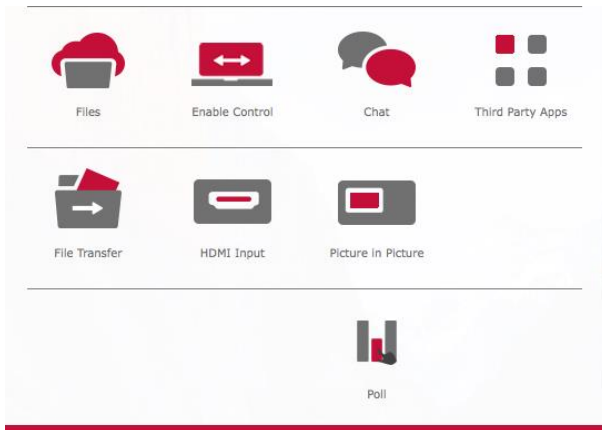 Files
Enable Control
Chat
Third Party Apps
File Transfer
HDMI Input
Picture in Picture
Poll